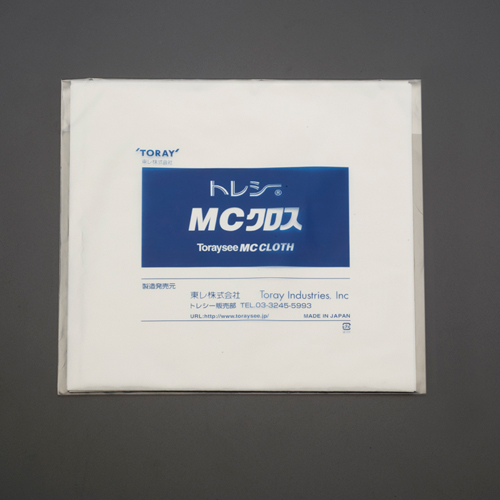 'TORAY'
東レ株式会社
トレシー®
MCクロス
Toraysee MC CLOTH
製造発売元
東レ株式会社 Toray Industries. Inc
トレシー販売部 TEL.03-3245-5993
URL:http://www.toraysee.jp/ MADE IN JAPAN